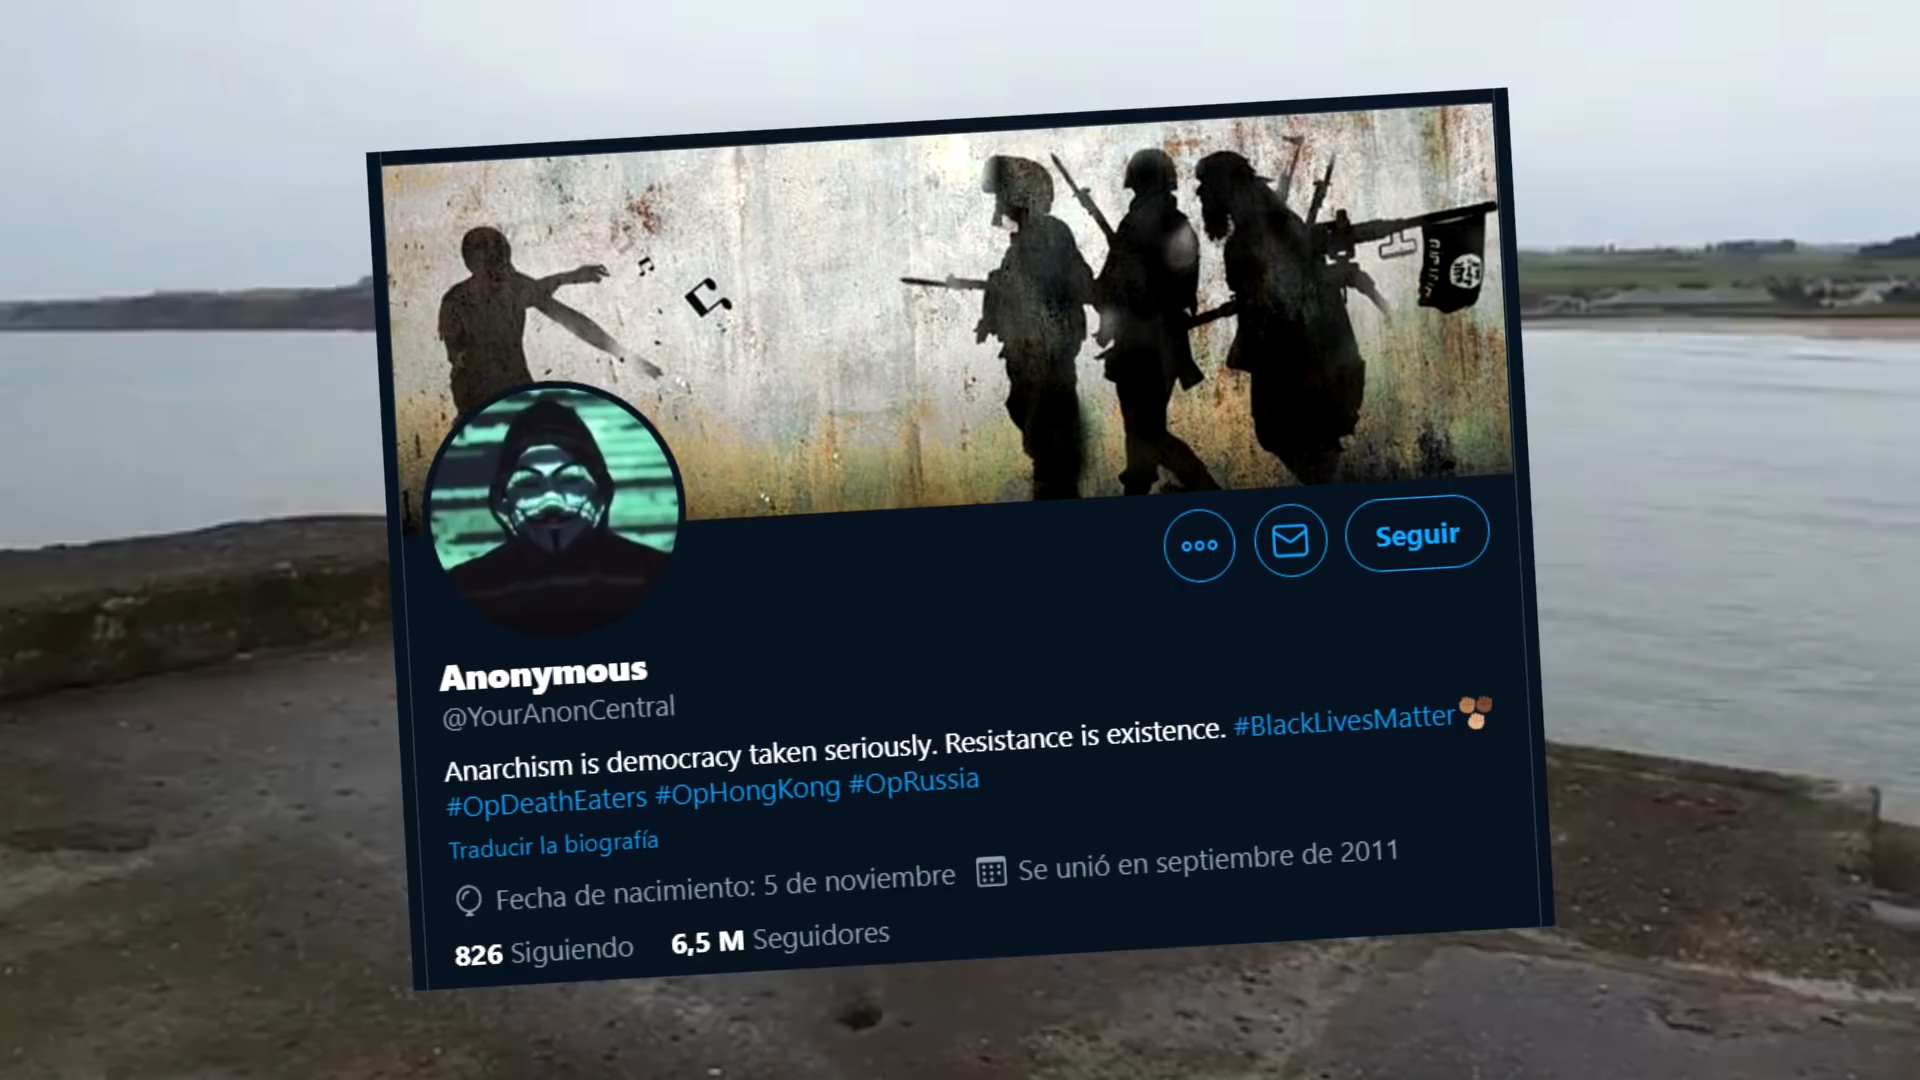 Seguir
Anonymous
@YourAnonCentral
Anarchism is democracy taken seriously. Resistance is existence. #BlackLivesMatter✊🏽✊🏾✊🏼
#OpDeathEaters #OpHongKong #OpRussia
Traducir la biografía
Fecha de nacimiento: 5 de noviembre Se unió en septiembre de 2011
826 Siguiendo 6,5 M Seguidores